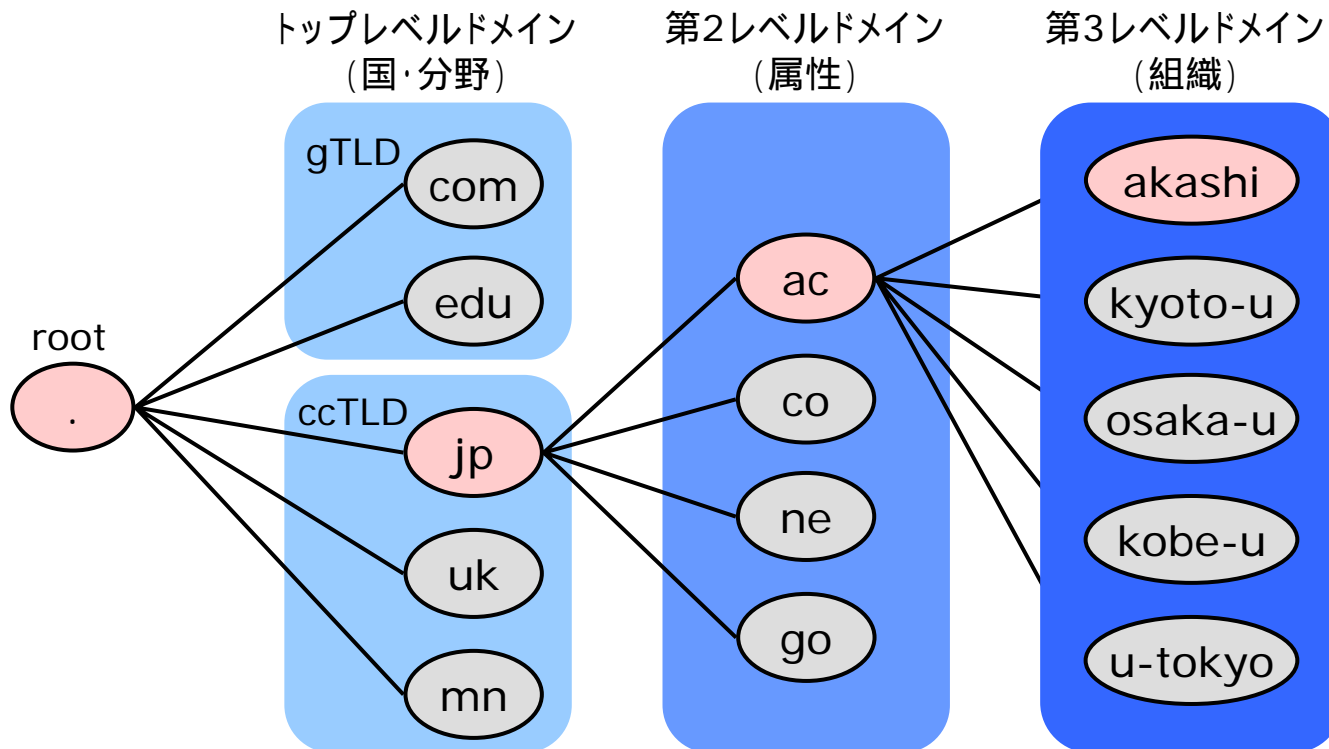 トップレベルドメイン
(国・分野)
第2レベルドメイン
(属性)
第3レベルドメイン
(組織)
gTLD
com
edu
root
.
ccTLD
jp
uk
mn
ac
co
ne
go
akashi
kyoto-u
osaka-u
kobe-u
u-tokyo